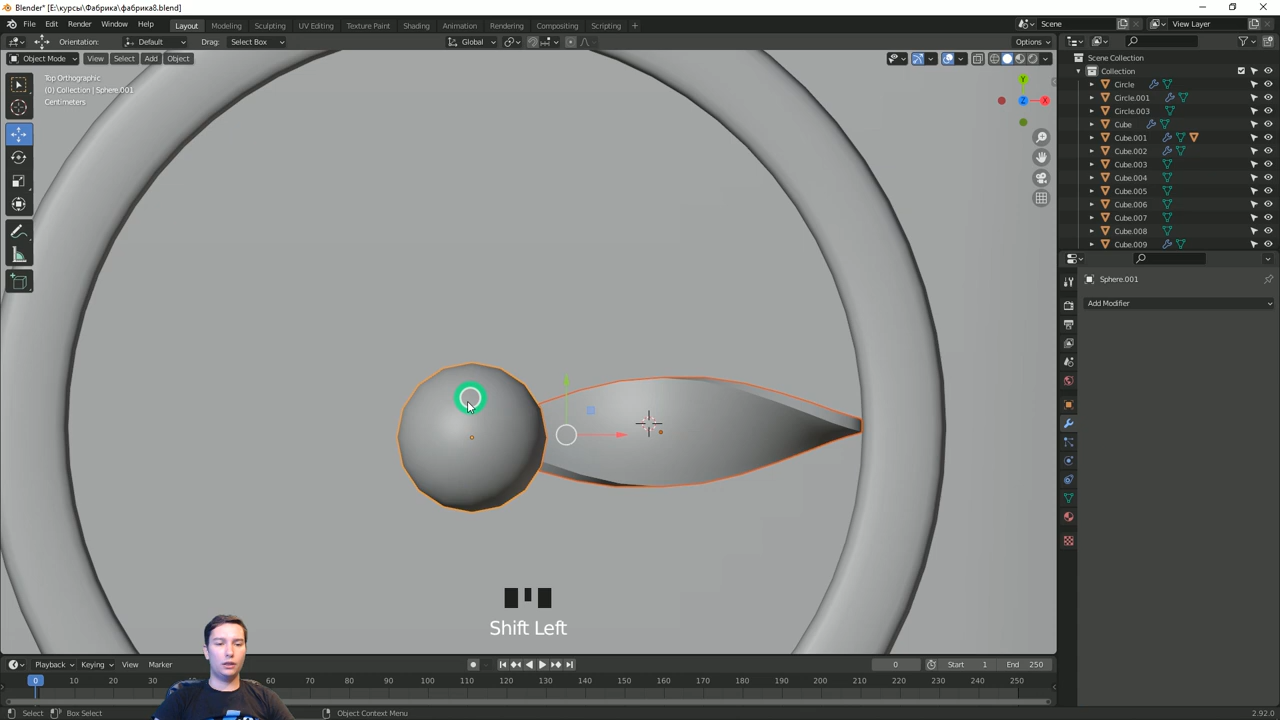 Blender* [E:\курсы\Фабрика\фабрика8.blend]
File Edit Render Window Help Layout Modeling Sculpting UV Editing Texture Paint Shading Animation Rendering Compositing Scripting + Scene View Layer
Orientation: Default Drag: Select Box Global Options
Object Mode View Select Add Object
Top Orthographic
(0) Collection | Sphere.001
Centimeters
Y
Z X
Shift Left
Scene Collection
Collection
Circle
Circle.001
Circle.003
Cube
Cube.001
Cube.002
Cube.003
Cube.004
Cube.005
Cube.006
Cube.007
Cube.008
Cube.009
Sphere.001
Add Modifier
Playback Keying View Marker 0 Start 1 End 250
0 10 20 30 40 50 60 70 80 90 100 110 120 130 140 150 160 170 180 190 200 210 220 230 240 250
Select Box Select Object Context Menu 2.92.0